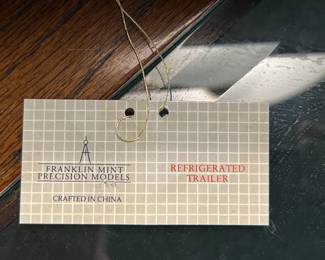 FRANKLIN MINT
PRECISION MODELS
CRAFTED IN CHINA
REFRIGERATED
TRAILER